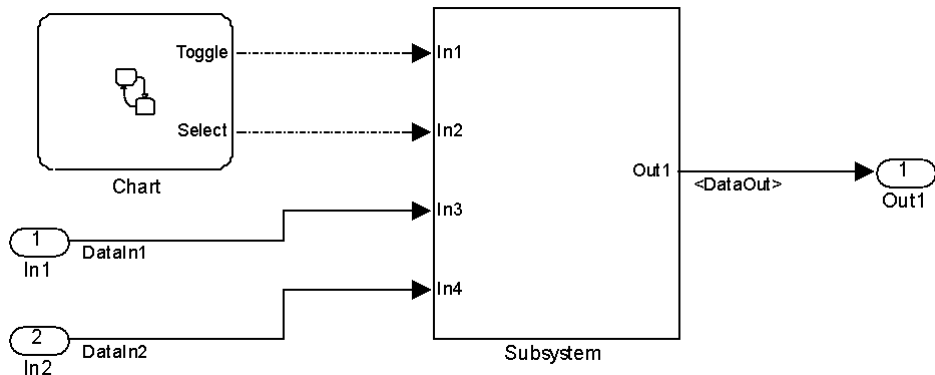 Toggle
In1
Select
In2
Chart
Out1
<DataOut>
1
Out1
In3
1
DataIn1
In1
In4
2
DataIn2
In2
Subsystem